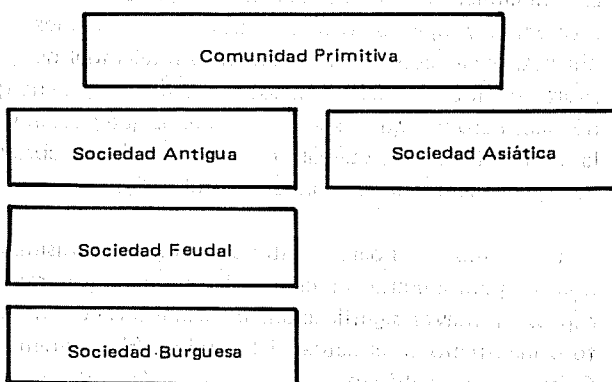 Comunidad Primitiva
Sociedad Antigua
Sociedad Asiática
Sociedad Feudal
Sociedad Burguesa